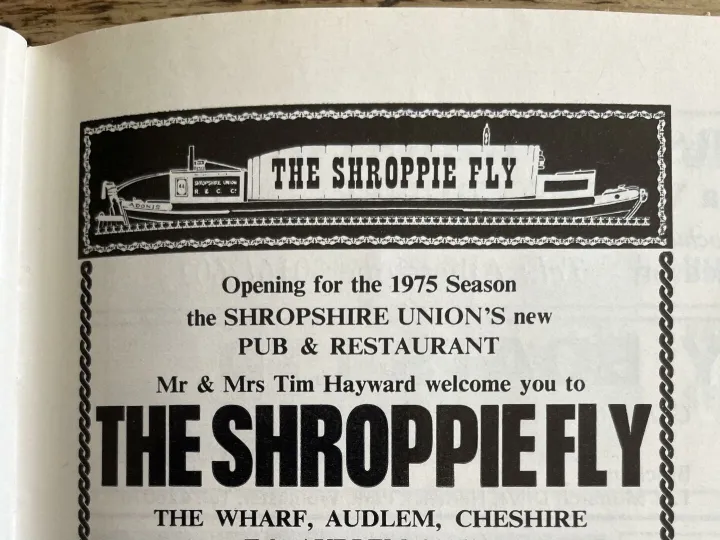 THE SHROPPIE FLY
SHROPSHIRE UNION
R. & C. Co
ADONIS
Opening for the 1975 Season
the SHROPSHIRE UNION'S new
PUB & RESTAURANT
Mr & Mrs Tim Hayward welcome you to
THE SHROPPIE FLY
THE WHARF, AUDLEM, CHESHIRE